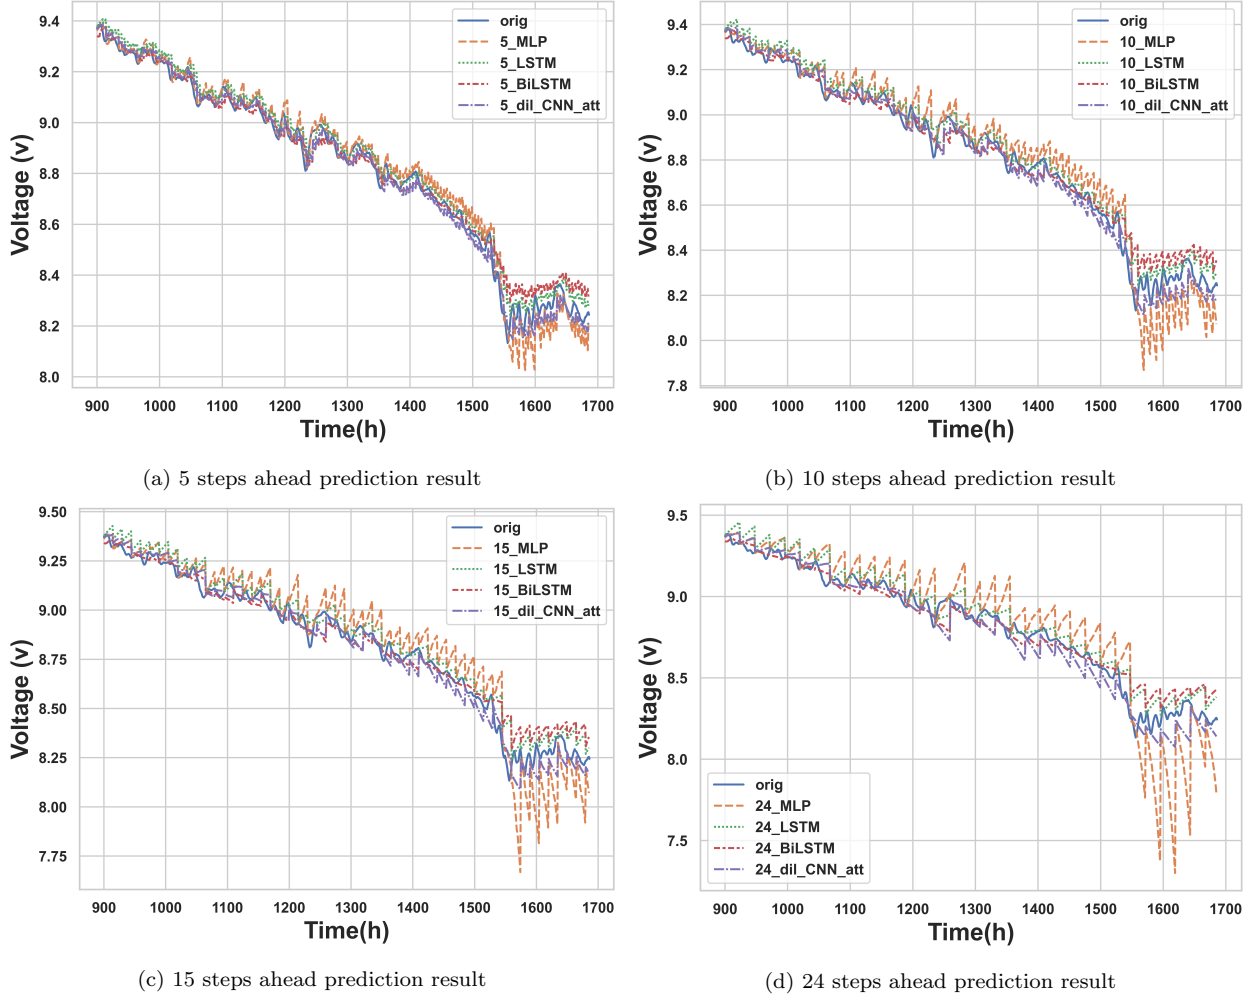 9.4
9.2
9.0
8.8
8.6
8.4
8.2
8.0
Voltage (v)
900 1000 1100 1200 1300 1400 1500 1600 1700
Time(h)
orig
5_MLP
5_LSTM
5_BiLSTM
5_dil_CNN_att
(a) 5 steps ahead prediction result
9.4
9.2
9.0
8.8
8.6
8.4
8.2
8.0
7.8
Voltage (v)
900 1000 1100 1200 1300 1400 1500 1600 1700
Time(h)
orig
10_MLP
10_LSTM
10_BiLSTM
10_dil_CNN_att
(b) 10 steps ahead prediction result
9.50
9.25
9.00
8.75
8.50
8.25
8.00
7.75
Voltage (v)
900 1000 1100 1200 1300 1400 1500 1600 1700
Time(h)
orig
15_MLP
15_LSTM
15_BiLSTM
15_dil_CNN_att
(c) 15 steps ahead prediction result
9.5
9.0
8.5
8.0
7.5
Voltage (v)
900 1000 1100 1200 1300 1400 1500 1600 1700
Time(h)
orig
24_MLP
24_LSTM
24_BiLSTM
24_dil_CNN_att
(d) 24 steps ahead prediction result